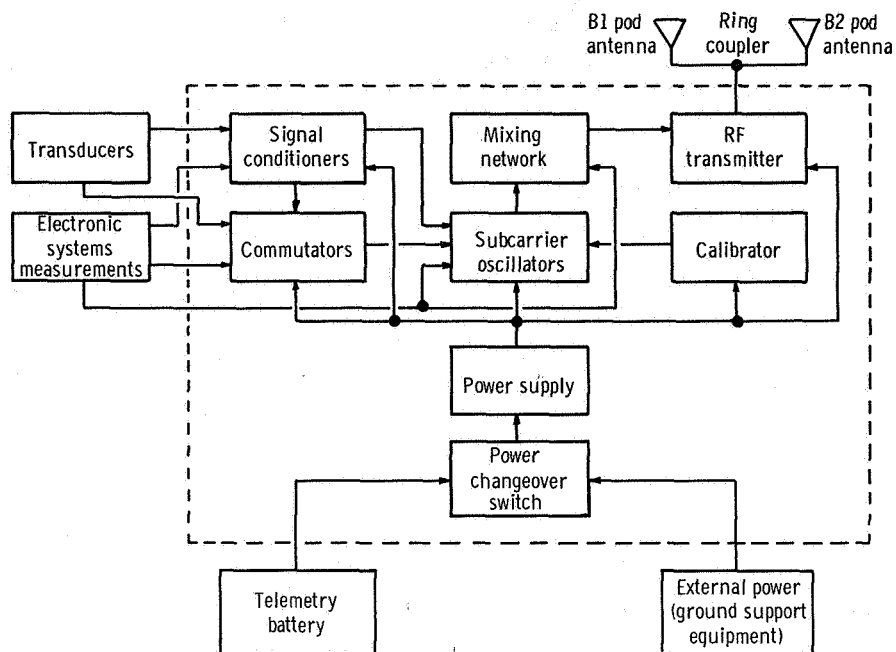 B1 pod
antenna
Ring
coupler
B2 pod
antenna
Transducers
Signal
conditioners
Mixing
network
RF
transmitter
Electronic
systems
measurements
Commutators
Subcarrier
oscillators
Calibrator
Power supply
Power
changeover
switch
Telemetry
battery
External power
(ground support
equipment)